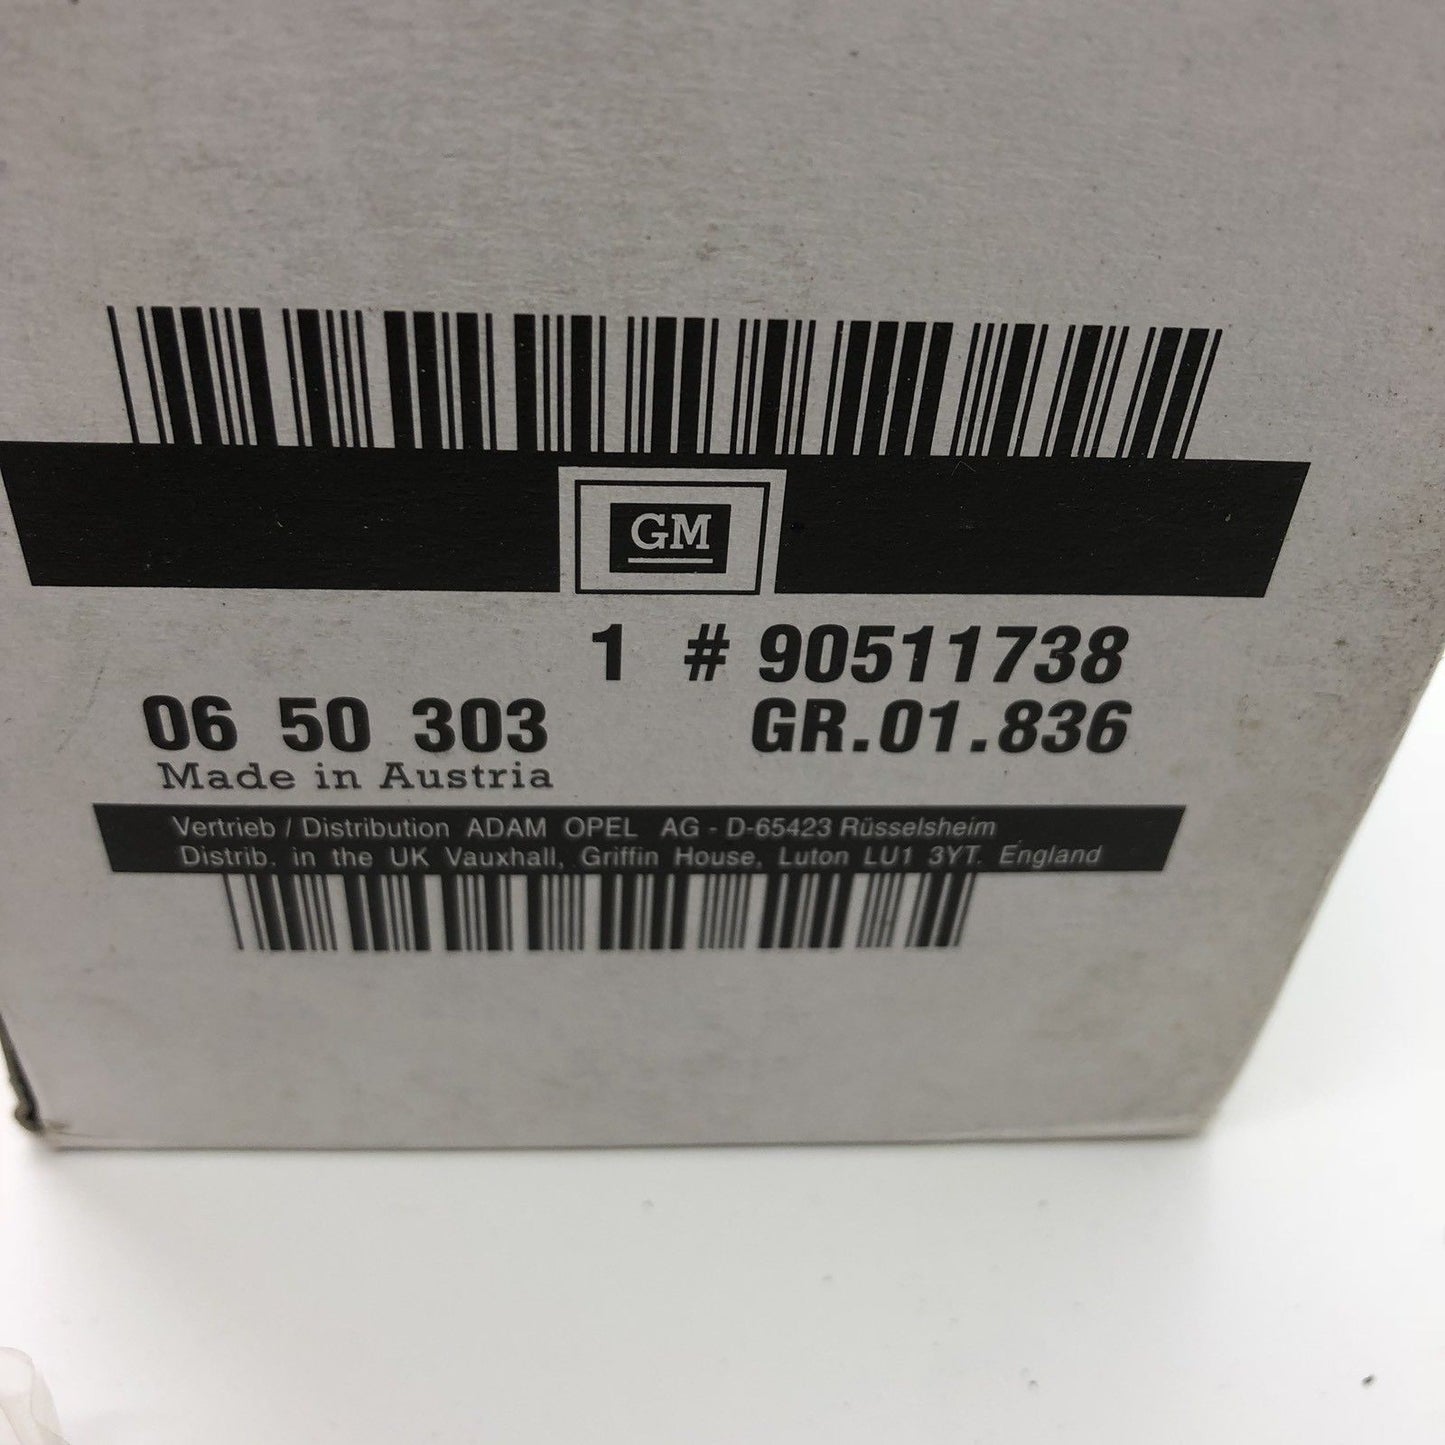 GM
1 # 90511738
06 50 303 GR.01.836
Made in Austria
Vertrieb / Distribution ADAM OPEL AG - D-65423 Rüsselsheim
Distrib. in the UK Vauxhall, Griffin House, Luton LU1 3YT. England